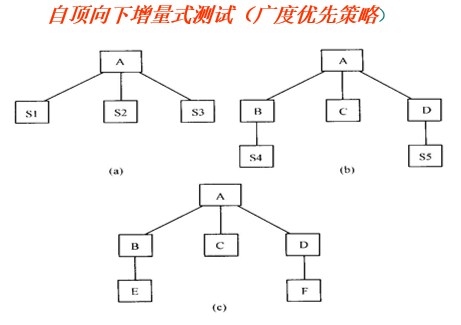 自顶向下增量式测试（广度优先策略）
A A
S1 S2 S3 B C D
S4 S5
(a) (b)
A
B C D
E F
(c)